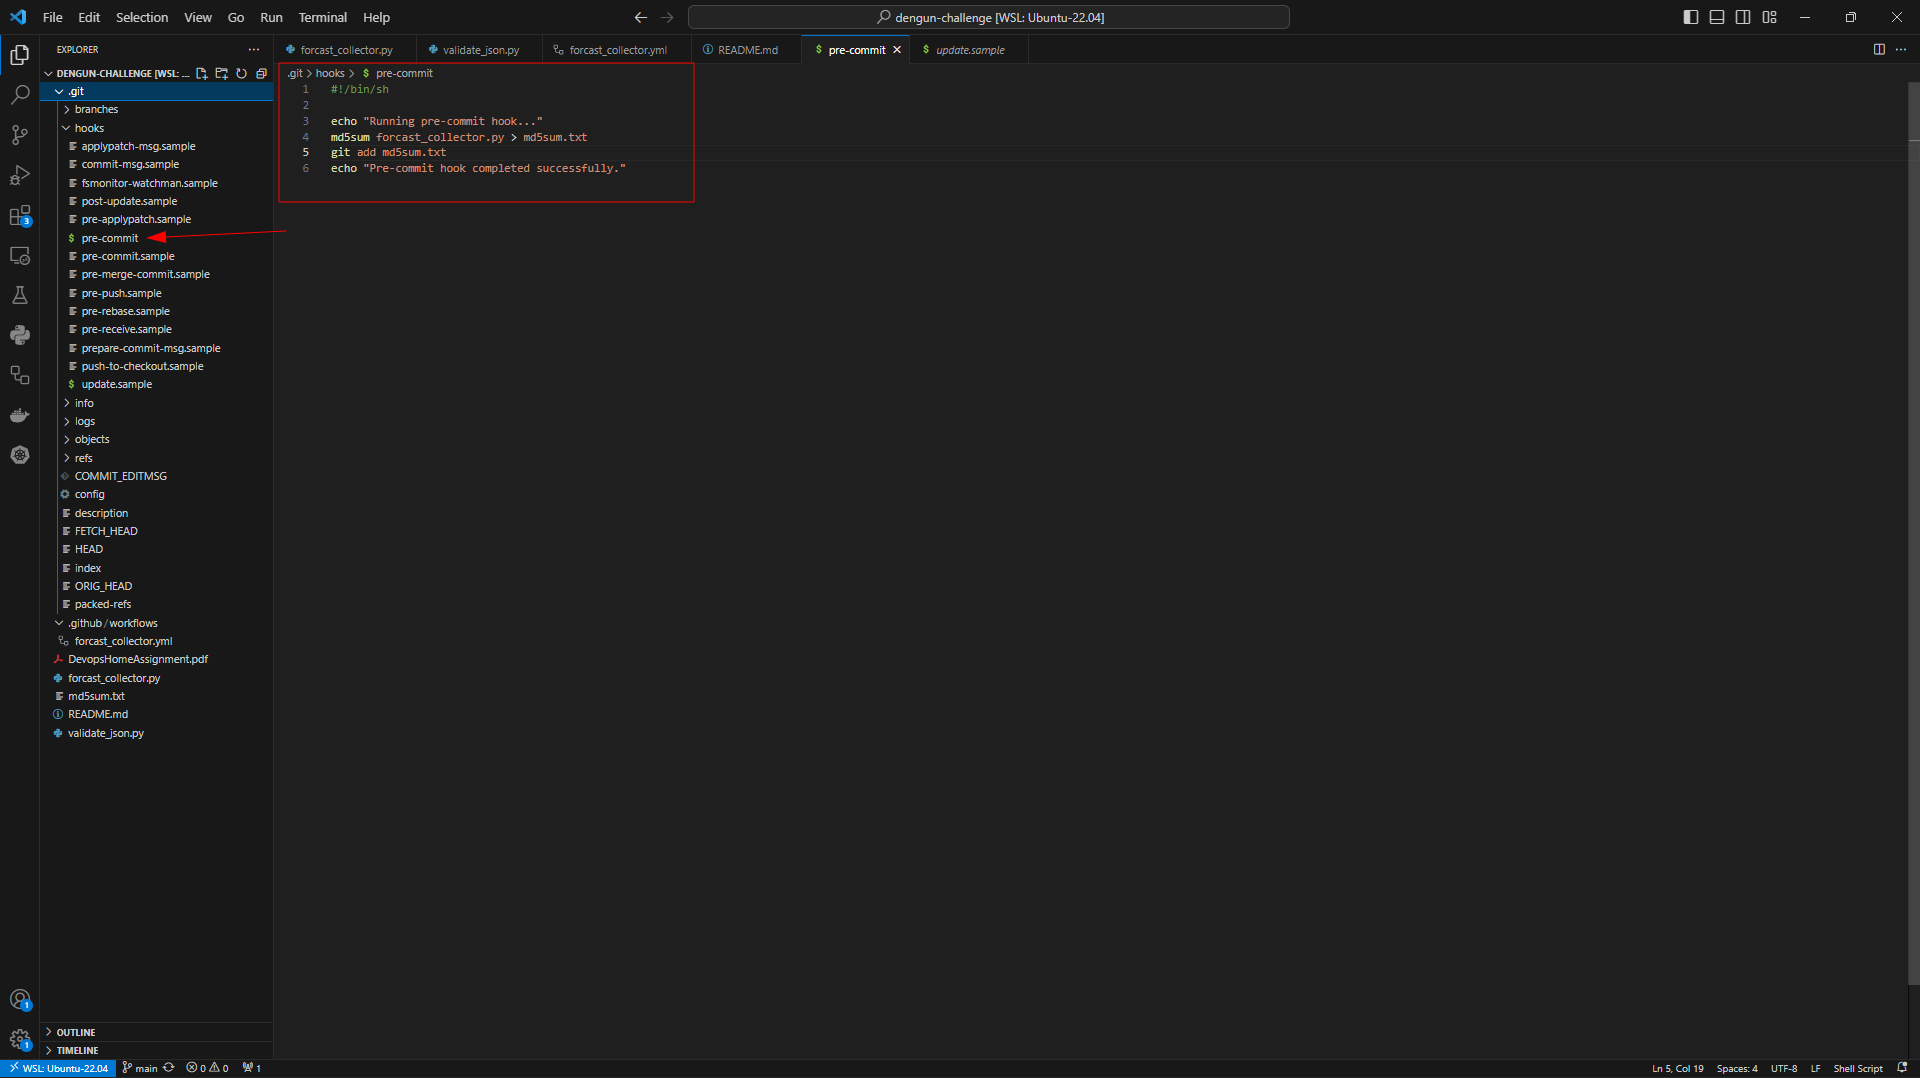 File Edit Selection View Go Run Terminal Help
dengun-challenge [WSL: Ubuntu-22.04]
EXPLORER
forcast_collector.py
validate_json.py
forcast_collector.yml
README.md
$ pre-commit
$ update.sample
DENGUN-CHALLENGE [WSL: ...
.git > hooks > $ pre-commit
.git
branches
hooks
applypatch-msg.sample
commit-msg.sample
fsmonitor-watchman.sample
post-update.sample
pre-applypatch.sample
$ pre-commit
pre-commit.sample
pre-merge-commit.sample
pre-push.sample
pre-rebase.sample
pre-receive.sample
prepare-commit-msg.sample
push-to-checkout.sample
$ update.sample
info
logs
objects
refs
COMMIT_EDITMSG
config
description
FETCH_HEAD
HEAD
index
ORIG_HEAD
packed-refs
.github/workflows
forcast_collector.yml
DevopsHomeAssignment.pdf
forcast_collector.py
md5sum.txt
README.md
validate_json.py
1 #!/bin/sh
2
3 echo "Running pre-commit hook..."
4 md5sum forcast_collector.py > md5sum.txt
5 git add md5sum.txt
6 echo "Pre-commit hook completed successfully."
3
1
1
OUTLINE
TIMELINE
WSL: Ubuntu-22.04 main 0 0 1
Ln 5, Col 19 Spaces: 4 UTF-8 LF Shell Script